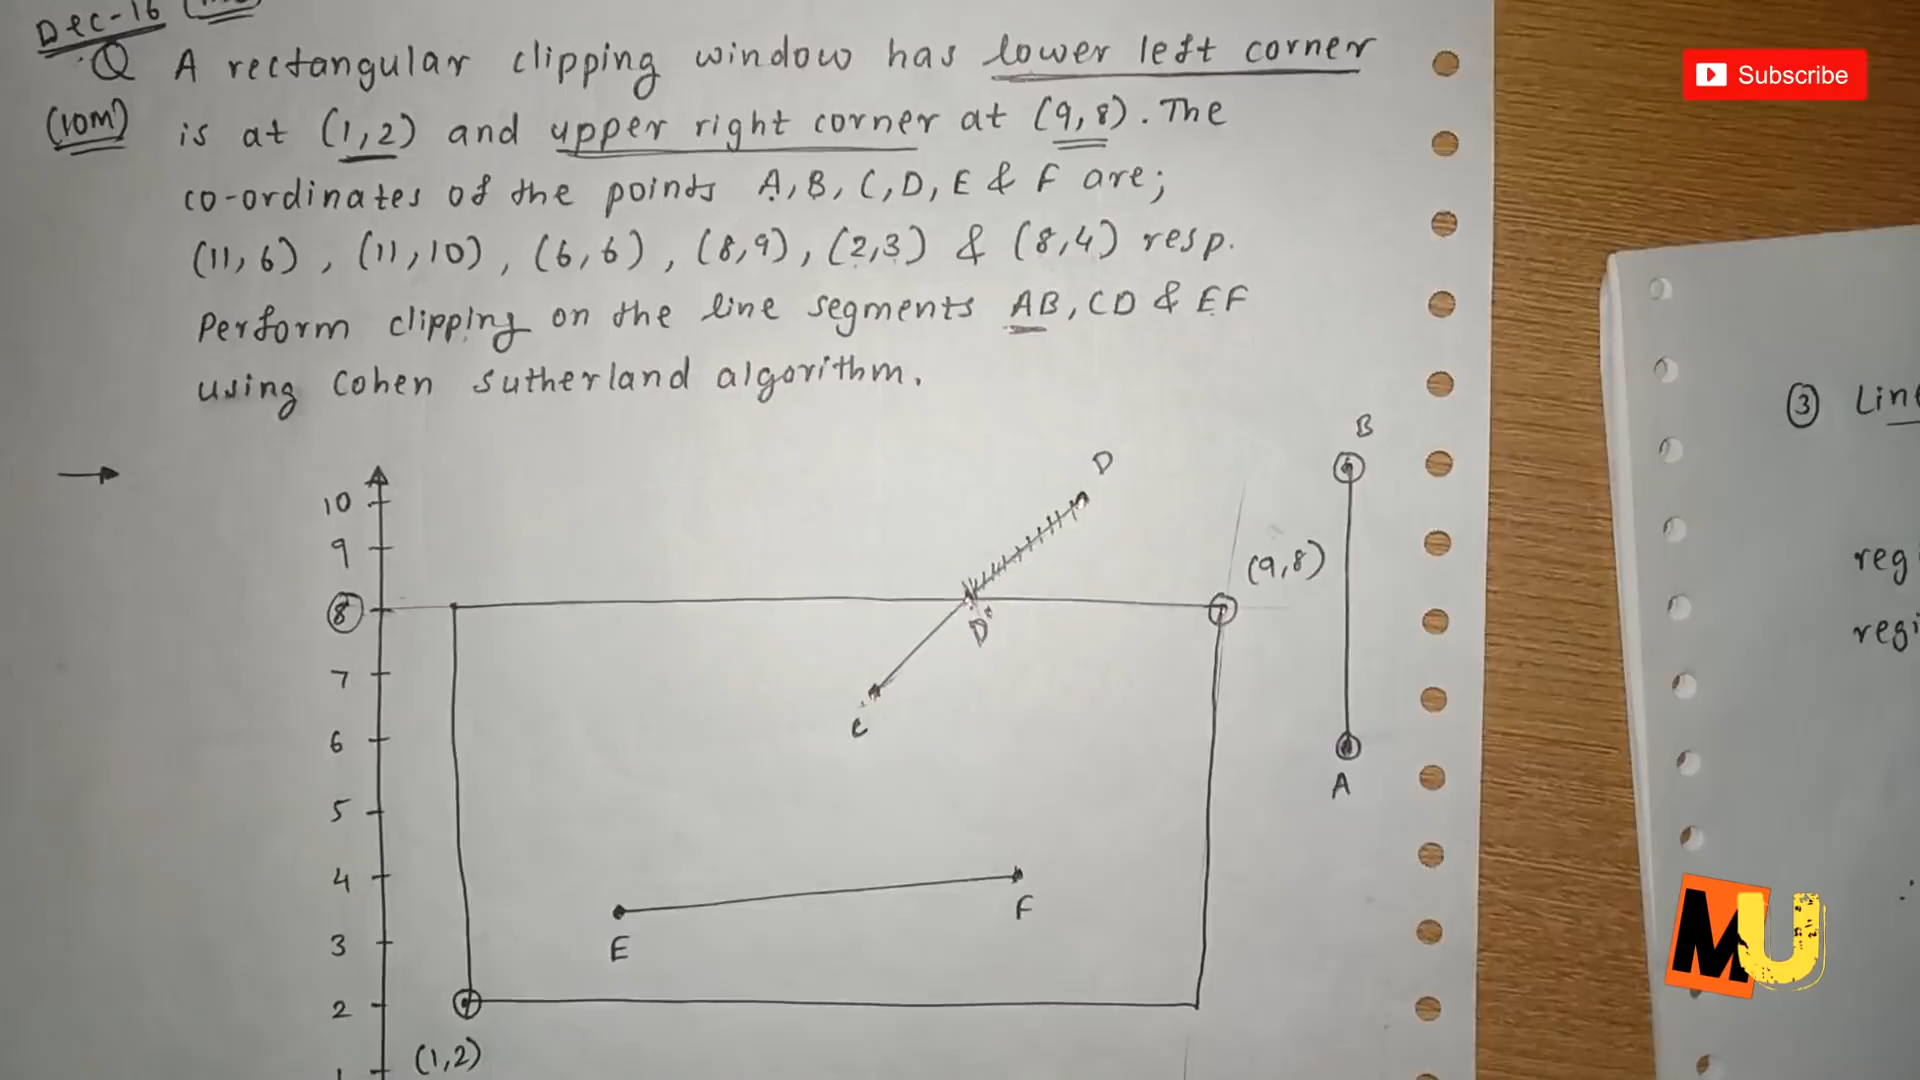 Dec-16
Q A rectangular clipping window has lower left corner
(10M) is at (1,2) and upper right corner at (9,8). The
co-ordinates of the points A, B, C, D, E & F are;
(11,6), (11,10), (6,6), (8,9), (2,3) & (8,4) resp.
Perform clipping on the line segments AB, CD & EF
using Cohen Sutherland algorithm.
Subscribe
③ Line
reg
regi
B
D
10
9
(9,8)
8
D'
7
C
6
A
5
4
F
3
E
2
(1,2)
1
MU